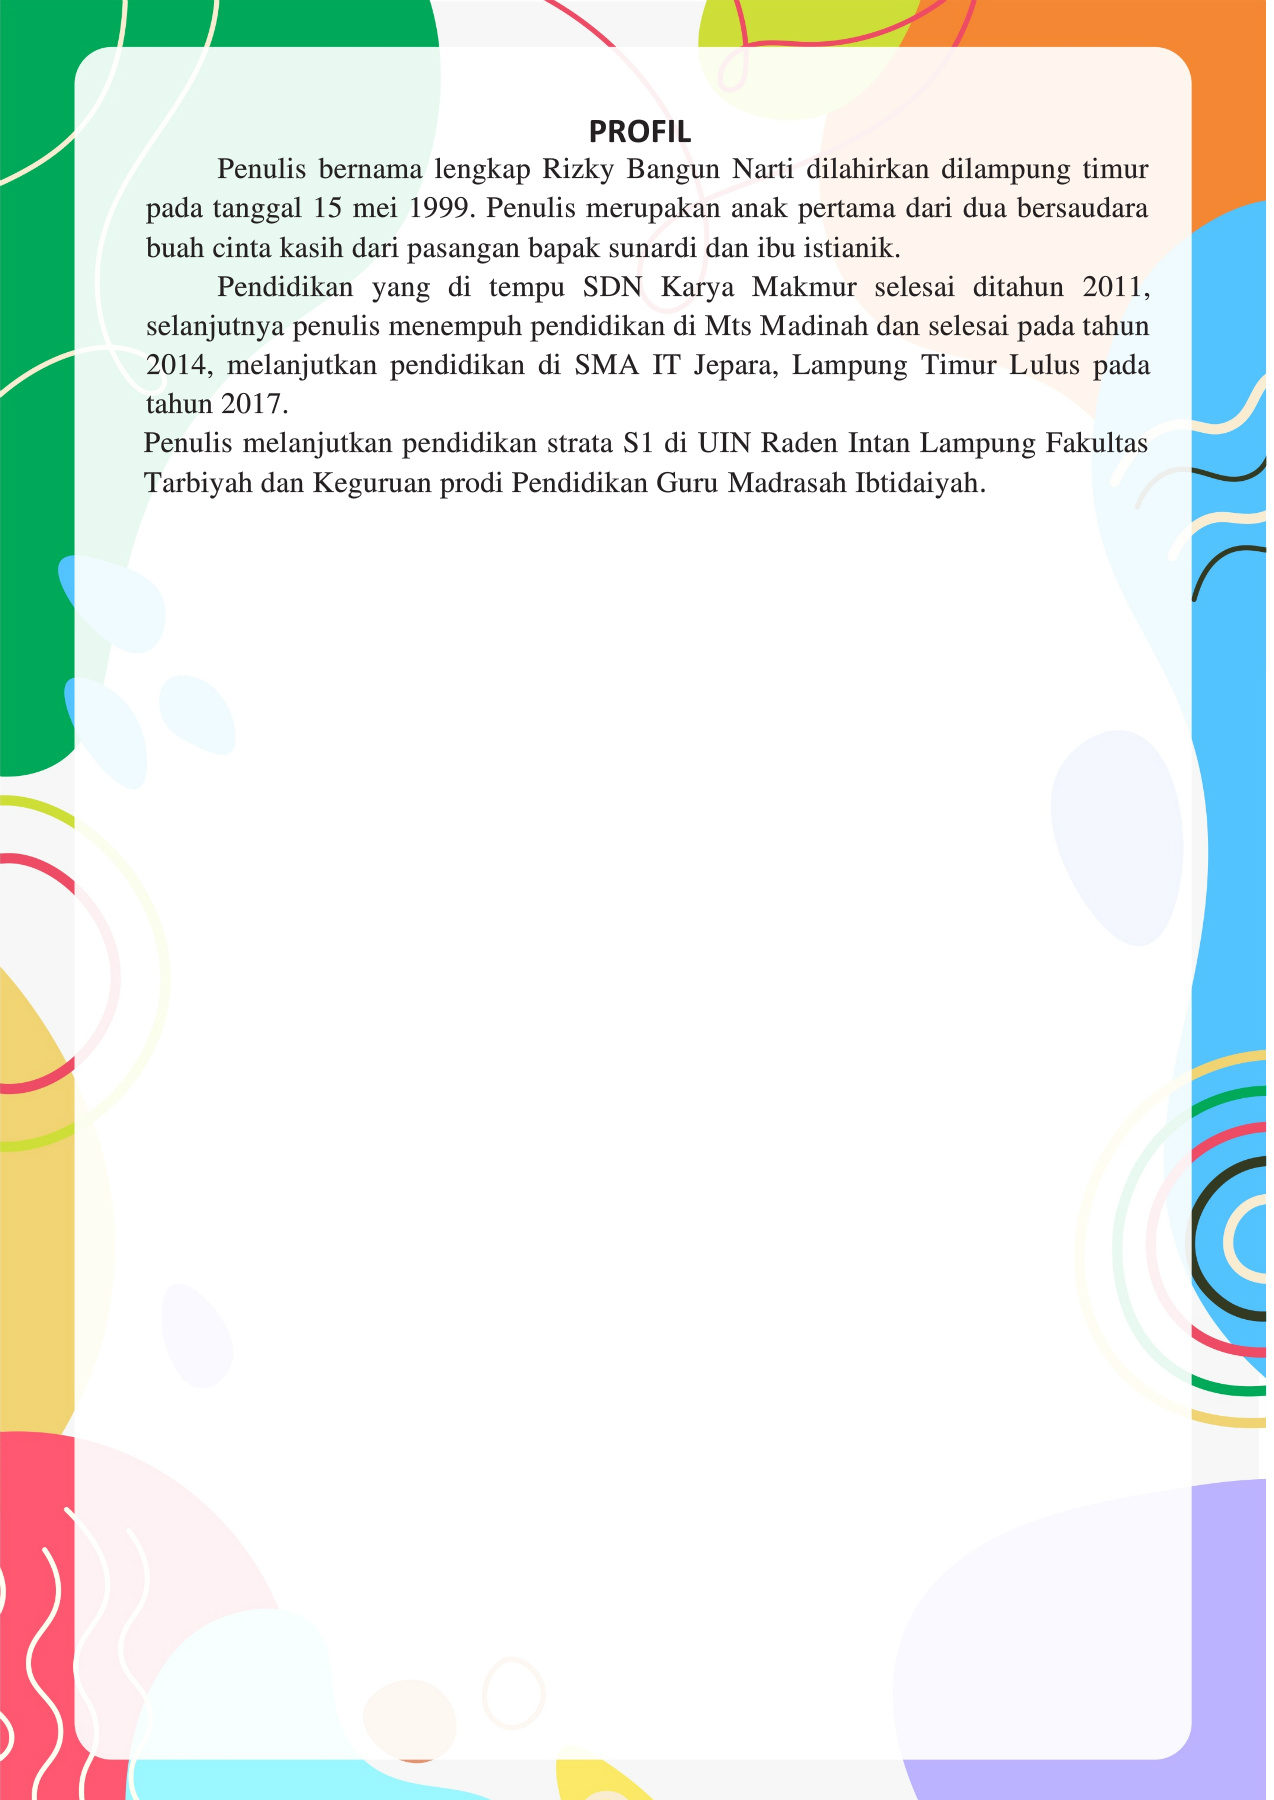 PROFIL
Penulis bernama lengkap Rizky Bangun Narti dilahirkan dilampung timur
pada tanggal 15 mei 1999. Penulis merupakan anak pertama dari dua bersaudara
buah cinta kasih dari pasangan bapak sunardi dan ibu istianik.
Pendidikan yang di tempu SDN Karya Makmur selesai ditahun 2011,
selanjutnya penulis menempuh pendidikan di Mts Madinah dan selesai pada tahun
2014, melanjutkan pendidikan di SMA IT Jepara, Lampung Timur Lulus pada
tahun 2017.
Penulis melanjutkan pendidikan strata S1 di UIN Raden Intan Lampung Fakultas
Tarbiyah dan Keguruan prodi Pendidikan Guru Madrasah Ibtidaiyah.